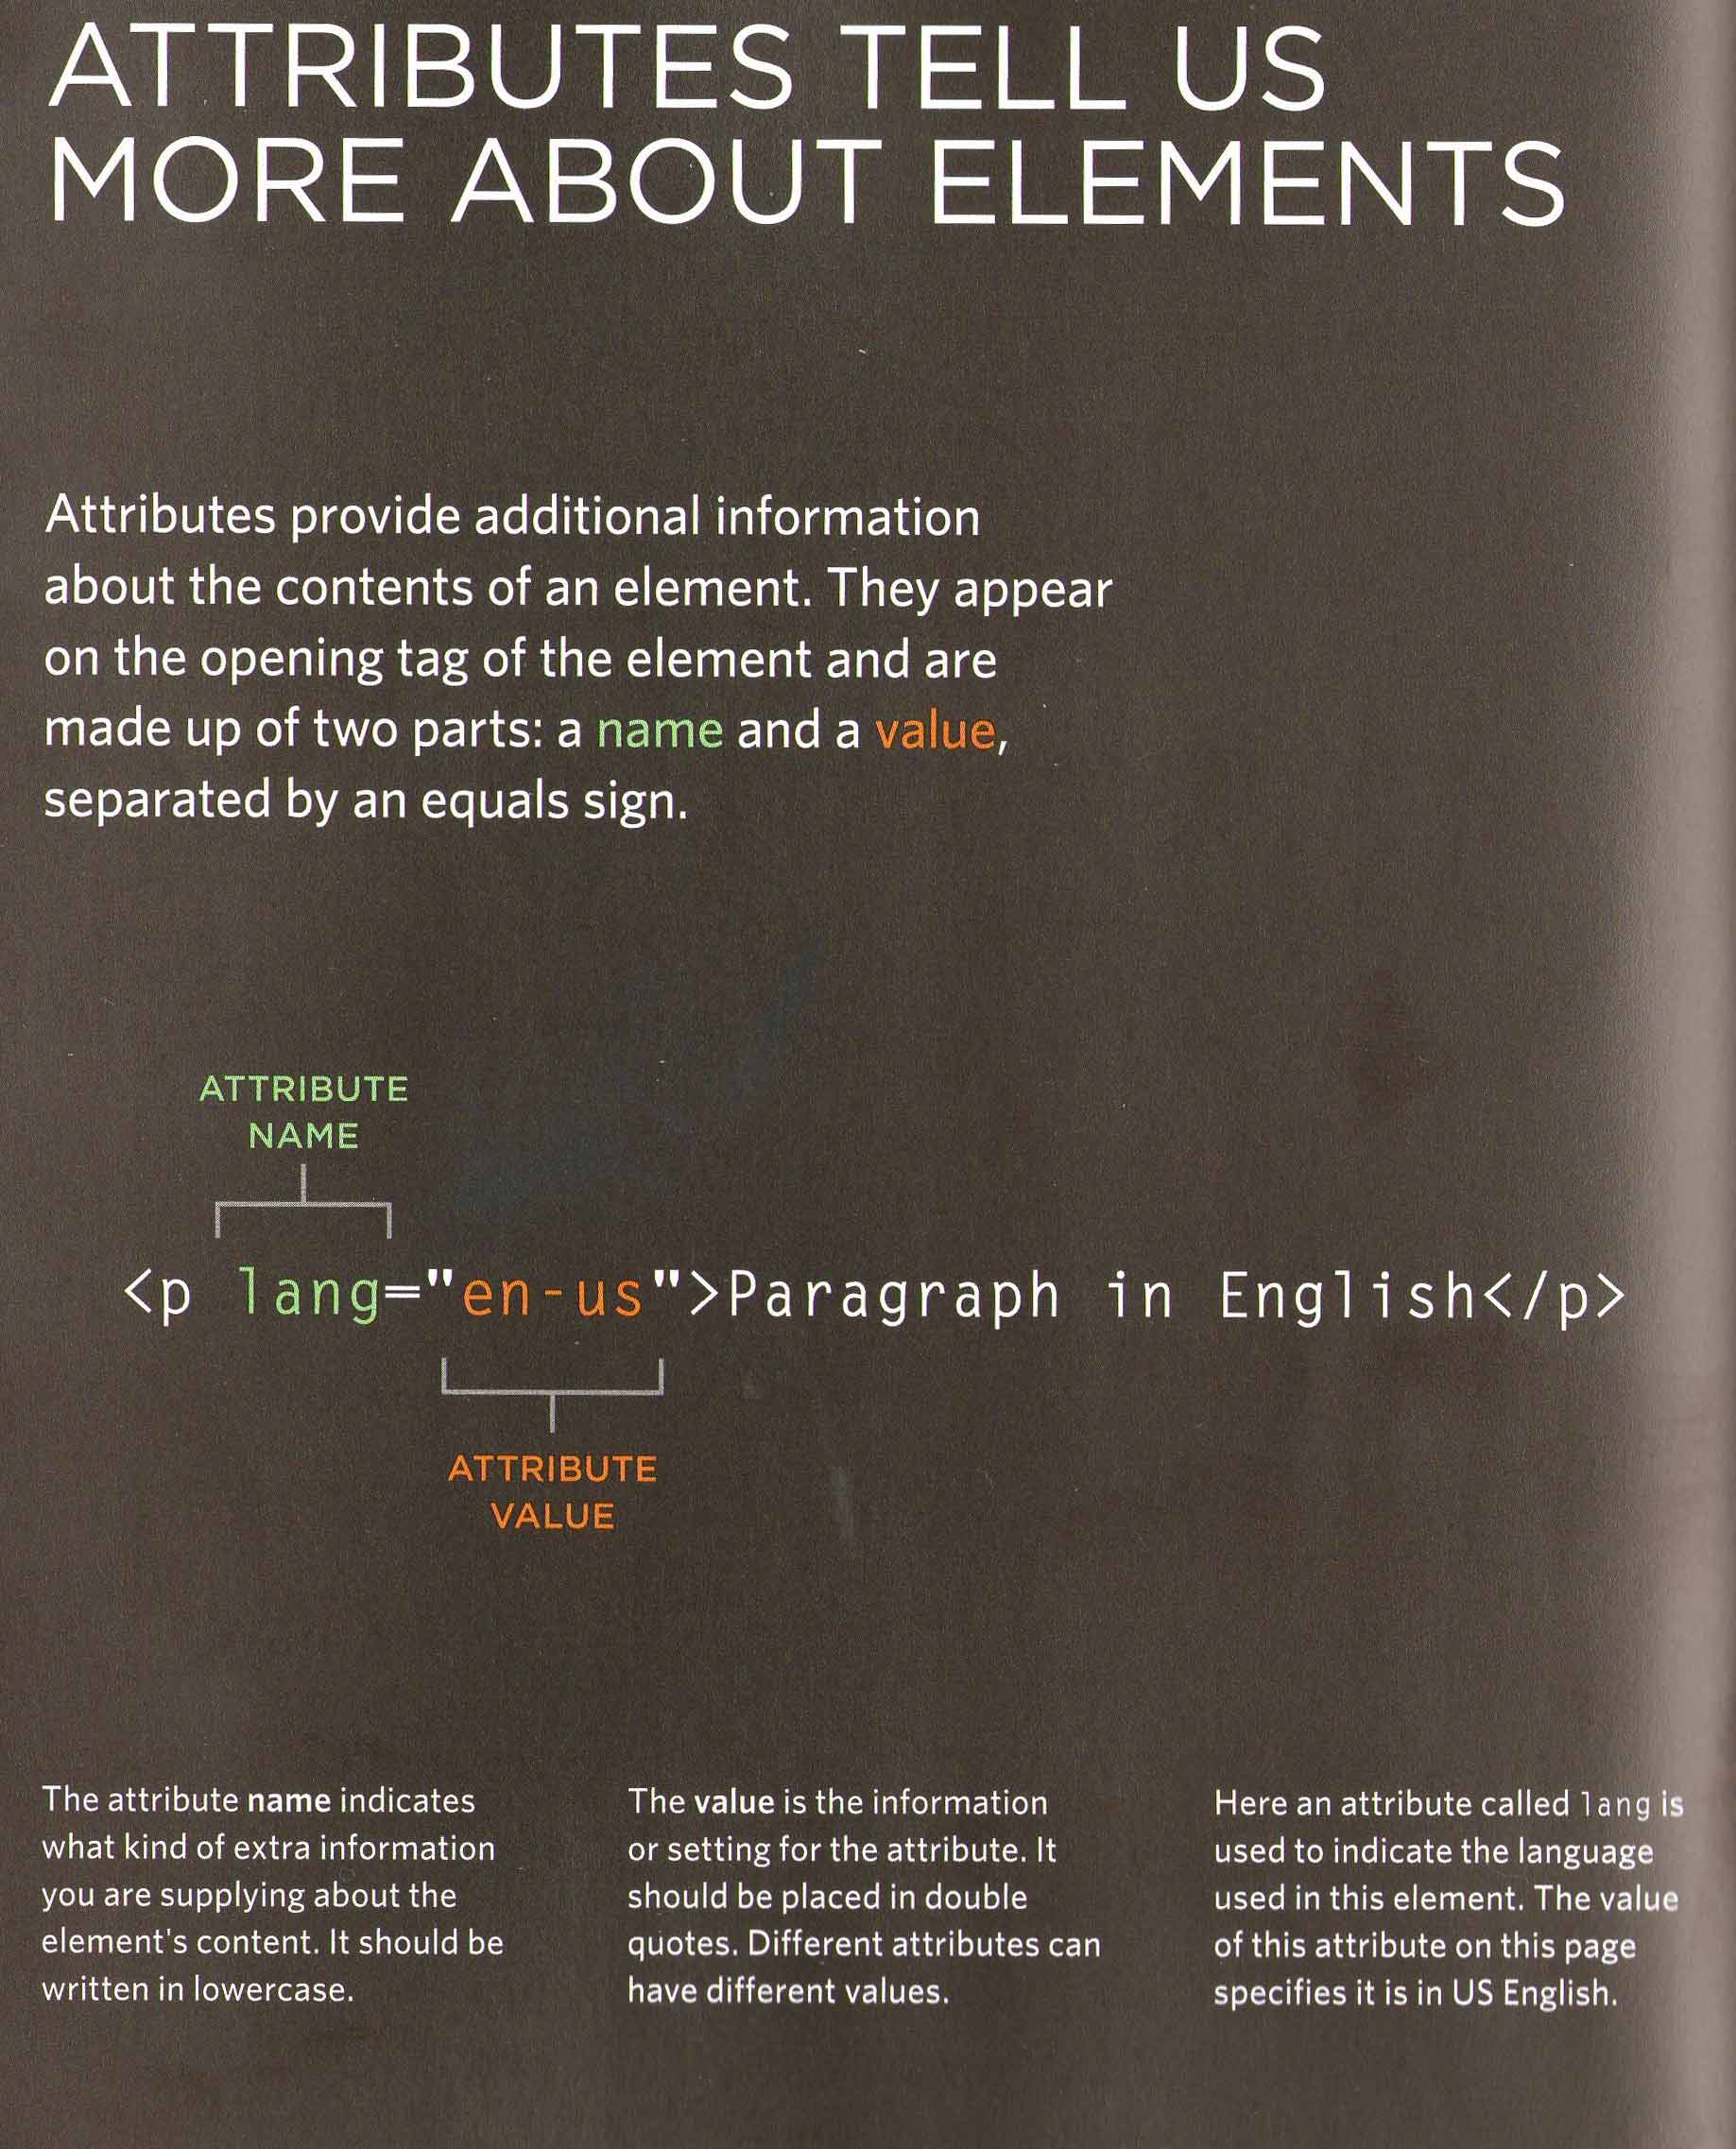 ATTRIBUTES TELL US
MORE ABOUT ELEMENTS
Attributes provide additional information
about the contents of an element. They appear
on the opening tag of the element and are
made up of two parts: a name and a value,
separated by an equals sign.
ATTRIBUTE
NAME
<p lang="en-us">Paragraph in English</p>
ATTRIBUTE
VALUE
The attribute name indicates
what kind of extra information
you are supplying about the
element's content. It should be
written in lowercase.
The value is the information
or setting for the attribute. It
should be placed in double
quotes. Different attributes can
have different values.
Here an attribute called lang is
used to indicate the language
used in this element. The value
of this attribute on this page
specifies it is in US English.